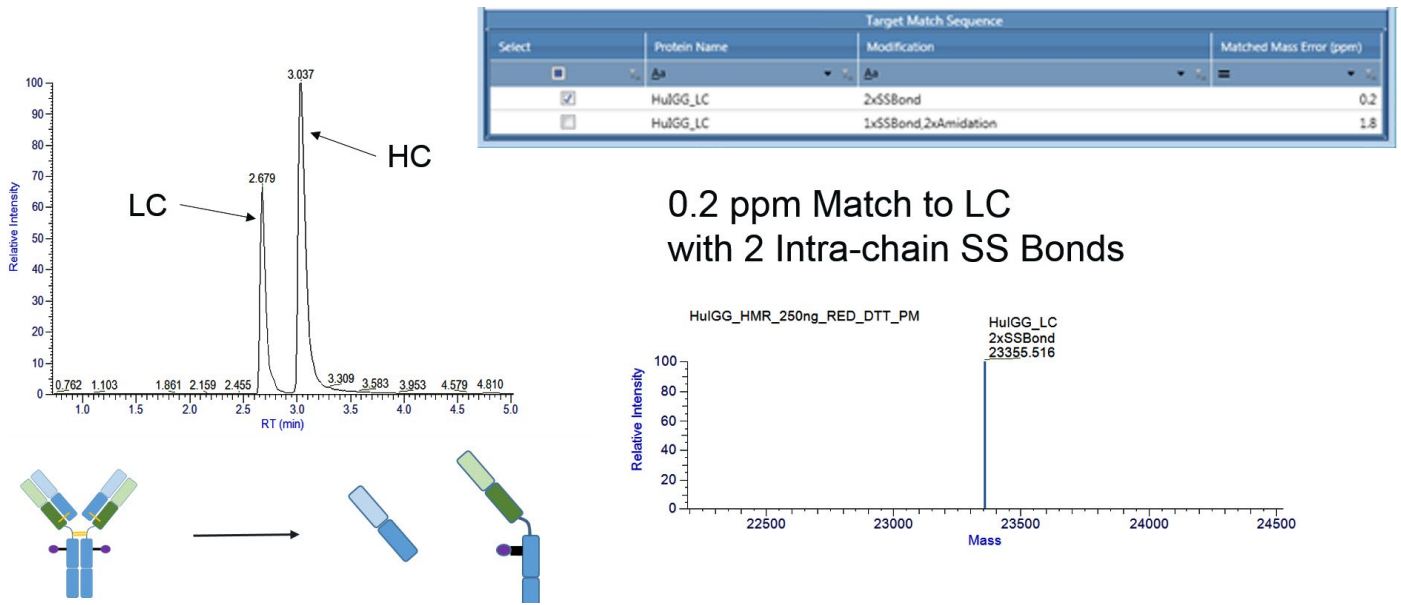 Target Match Sequence
Select Protein Name Modification Matched Mass Error (ppm)
Aa Aa =
HuIGG_LC 2xSSBond 0.2
HuIGG_LC 1xSSBond,2xAmidation 1.8
3.037
100
90
80
70
60
50
40
30
20
10
0
Relative Intensity
HC
2.679
LC
0.762 1.103 1.861 2.159 2.455 3.309 3.583 3.953 4.579 4.810
1.0 1.5 2.0 2.5 3.0 3.5 4.0 4.5 5.0
RT (min)
0.2 ppm Match to LC
with 2 Intra-chain SS Bonds
HuIGG_HMR_250ng_RED_DTT_PM
HuIGG_LC
2xSSBond
23355.516
100
80
60
40
20
0
Relative Intensity
22500 23000 23500 24000 24500
Mass